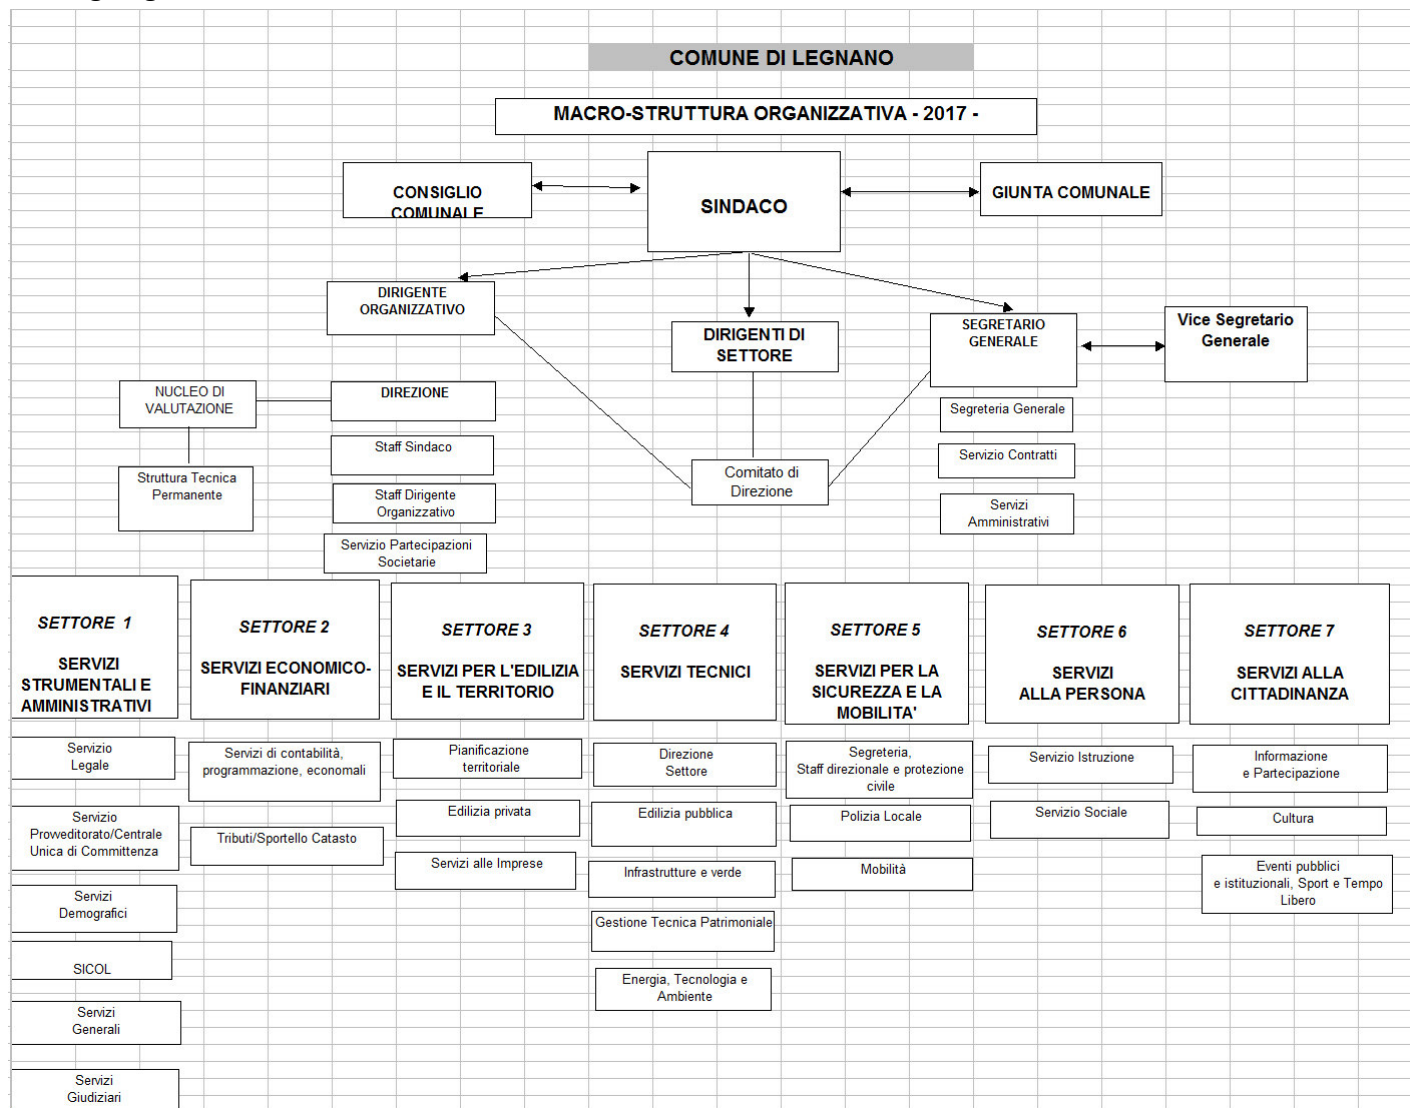 COMUNE DI LEGNANO
MACRO-STRUTTURA ORGANIZZATIVA - 2017 -
CONSIGLIO
COMUNALE
SINDACO
GIUNTA COMUNALE
DIRIGENTE
ORGANIZZATIVO
DIRIGENTI DI
SETTORE
SEGRETARIO
GENERALE
Vice Segretario
Generale
NUCLEO DI
VALUTAZIONE
DIREZIONE
Segreteria Generale
Staff Sindaco
Servizio Contratti
Struttura Tecnica
Permanente
Comitato di
Direzione
Staff Dirigente
Organizzativo
Servizi
Amministrativi
Servizio Partecipazioni
Societarie
SETTORE 1
SERVIZI
STRUMENTALI E
AMMINISTRATIVI
SETTORE 2
SERVIZI ECONOMICO-
FINANZIARI
SETTORE 3
SERVIZI PER L'EDILIZIA
E IL TERRITORIO
SETTORE 4
SERVIZI TECNICI
SETTORE 5
SERVIZI PER LA
SICUREZZA E LA
MOBILITA'
SETTORE 6
SERVIZI
ALLA PERSONA
SETTORE 7
SERVIZI ALLA
CITTADINANZA
Servizio
Legale
Servizio
Provveditorato/Centrale
Unica di Committenza
Servizi
Demografici
SICOL
Servizi
Generali
Servizi
Giudiziari
Servizi di contabilità,
programmazione, economali
Tributi/Sportello Catasto
Pianificazione
territoriale
Edilizia privata
Servizi alle Imprese
Direzione
Settore
Edilizia pubblica
Infrastrutture e verde
Gestione Tecnica Patrimoniale
Energia, Tecnologia e
Ambiente
Segreteria,
Staff direzionale e protezione
civile
Polizia Locale
Mobilità
Servizio Istruzione
Servizio Sociale
Informazione
e Partecipazione
Cultura
Eventi pubblici
e istituzionali, Sport e Tempo
Libero